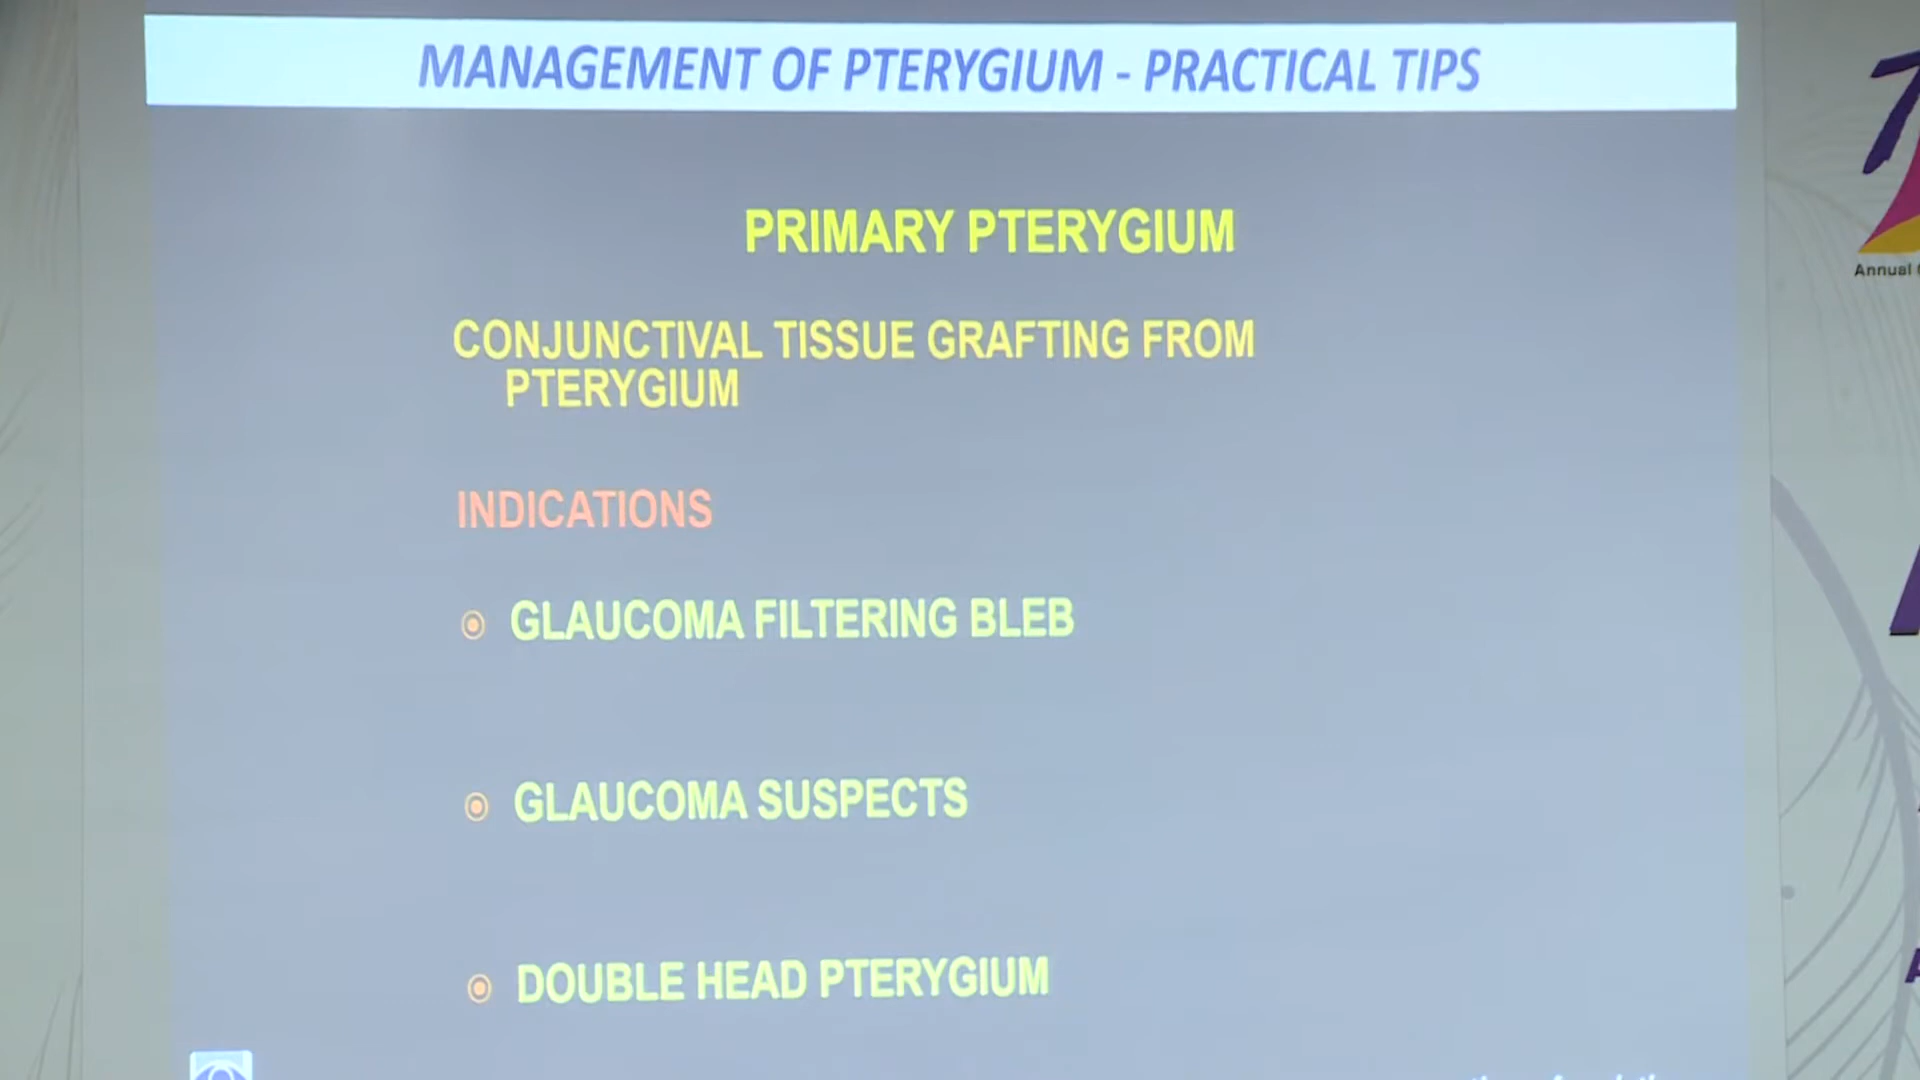 MANAGEMENT OF PTERYGIUM - PRACTICAL TIPS
PRIMARY PTERYGIUM
CONJUNCTIVAL TISSUE GRAFTING FROM
PTERYGIUM
INDICATIONS
GLAUCOMA FILTERING BLEB
GLAUCOMA SUSPECTS
DOUBLE HEAD PTERYGIUM
Annual